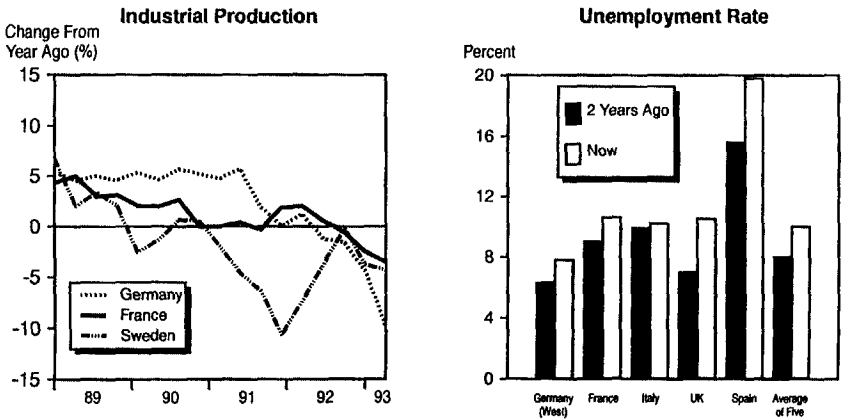 Industrial Production
Change From
Year Ago (%)
15
10
5
0
-5
-10
-15
Germany
France
Sweden
89
90
91
92
93
Unemployment Rate
Percent
20
16
12
8
4
0
2 Years Ago
Now
Germany
(West)
France
Italy
UK
Spain
Average
of Five